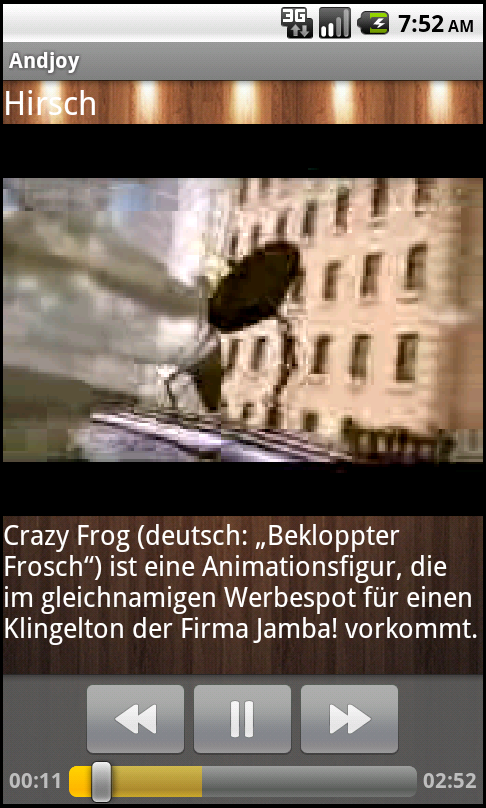 3G 7:52 AM
Andjoy
Hirsch
Crazy Frog (deutsch: „Bekloppter
Frosch“) ist eine Animationsfigur, die
im gleichnamigen Werbespot für einen
Klingelton der Firma Jamba! vorkommt.
00:11 02:52